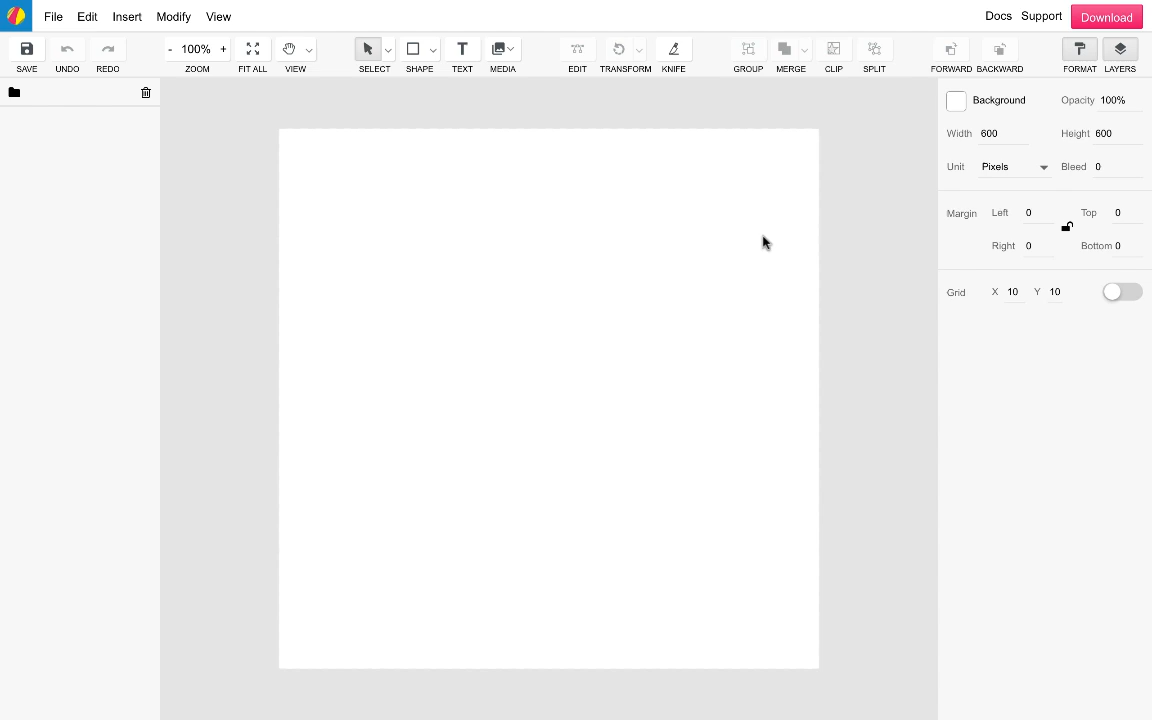 File Edit Insert Modify View Docs Support Download
- 100% + T
SAVE UNDO REDO ZOOM FIT ALL VIEW SELECT SHAPE TEXT MEDIA EDIT TRANSFORM KNIFE GROUP MERGE CLIP SPLIT FORWARD BACKWARD FORMAT LAYERS
Background Opacity 100%
Width 600 Height 600
Unit Pixels Bleed 0
Margin Left 0 Top 0
Right 0 Bottom 0
Grid X 10 Y 10